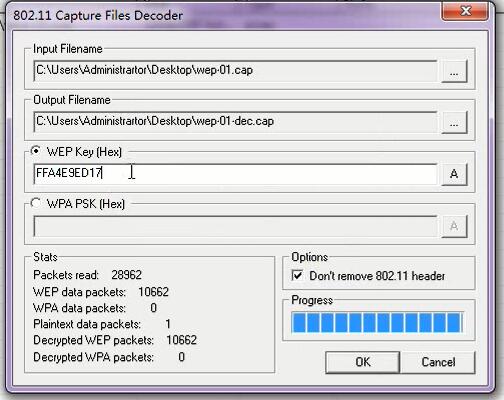 802.11 Capture Files Decoder
Input Filename
C:\Users\Administrartor\Desktop\wep-01.cap
...
Output Filename
C:\Users\Administrartor\Desktop\wep-01-dec.cap
...
WEP Key (Hex)
FFA4E9ED17
A
WPA PSK (Hex)
A
Stats
Packets read: 28962
WEP data packets: 10662
WPA data packets: 0
Plaintext data packets: 1
Decrypted WEP packets: 10662
Decrypted WPA packets: 0
Options
Don't remove 802.11 header
Progress
OK
Cancel